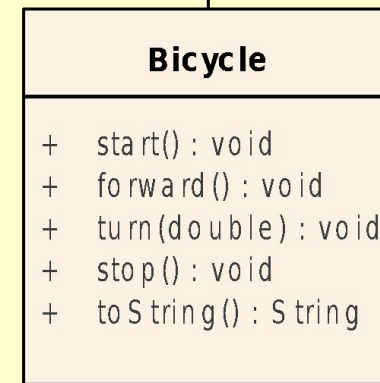 Bicycle
+ start() : void
+ forward() : void
+ turn(double) : void
+ stop() : void
+ toString() : String